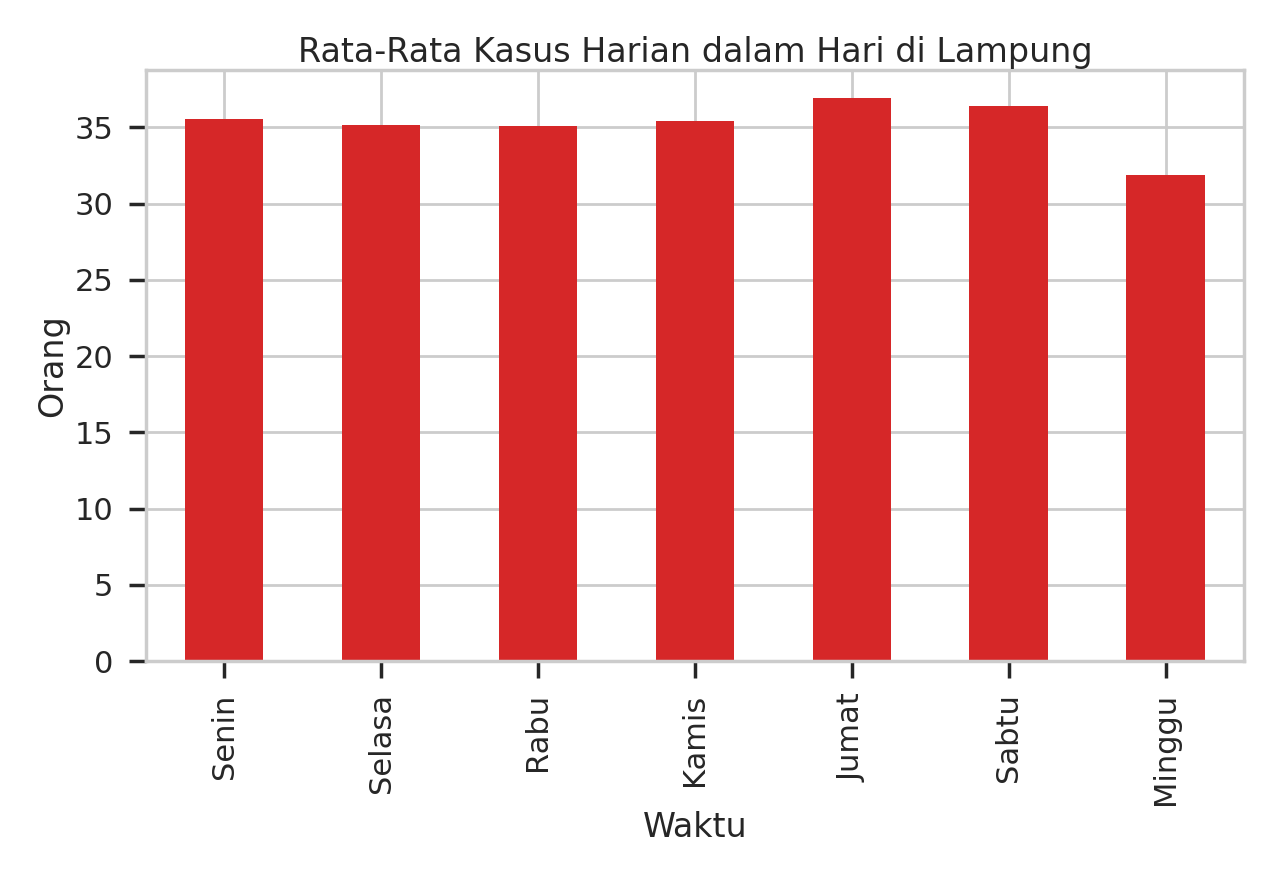 Rata-Rata Kasus Harian dalam Hari di Lampung
35
30
25
20
15
10
5
0
Orang
Senin
Selasa
Rabu
Kamis
Jumat
Sabtu
Minggu
Waktu